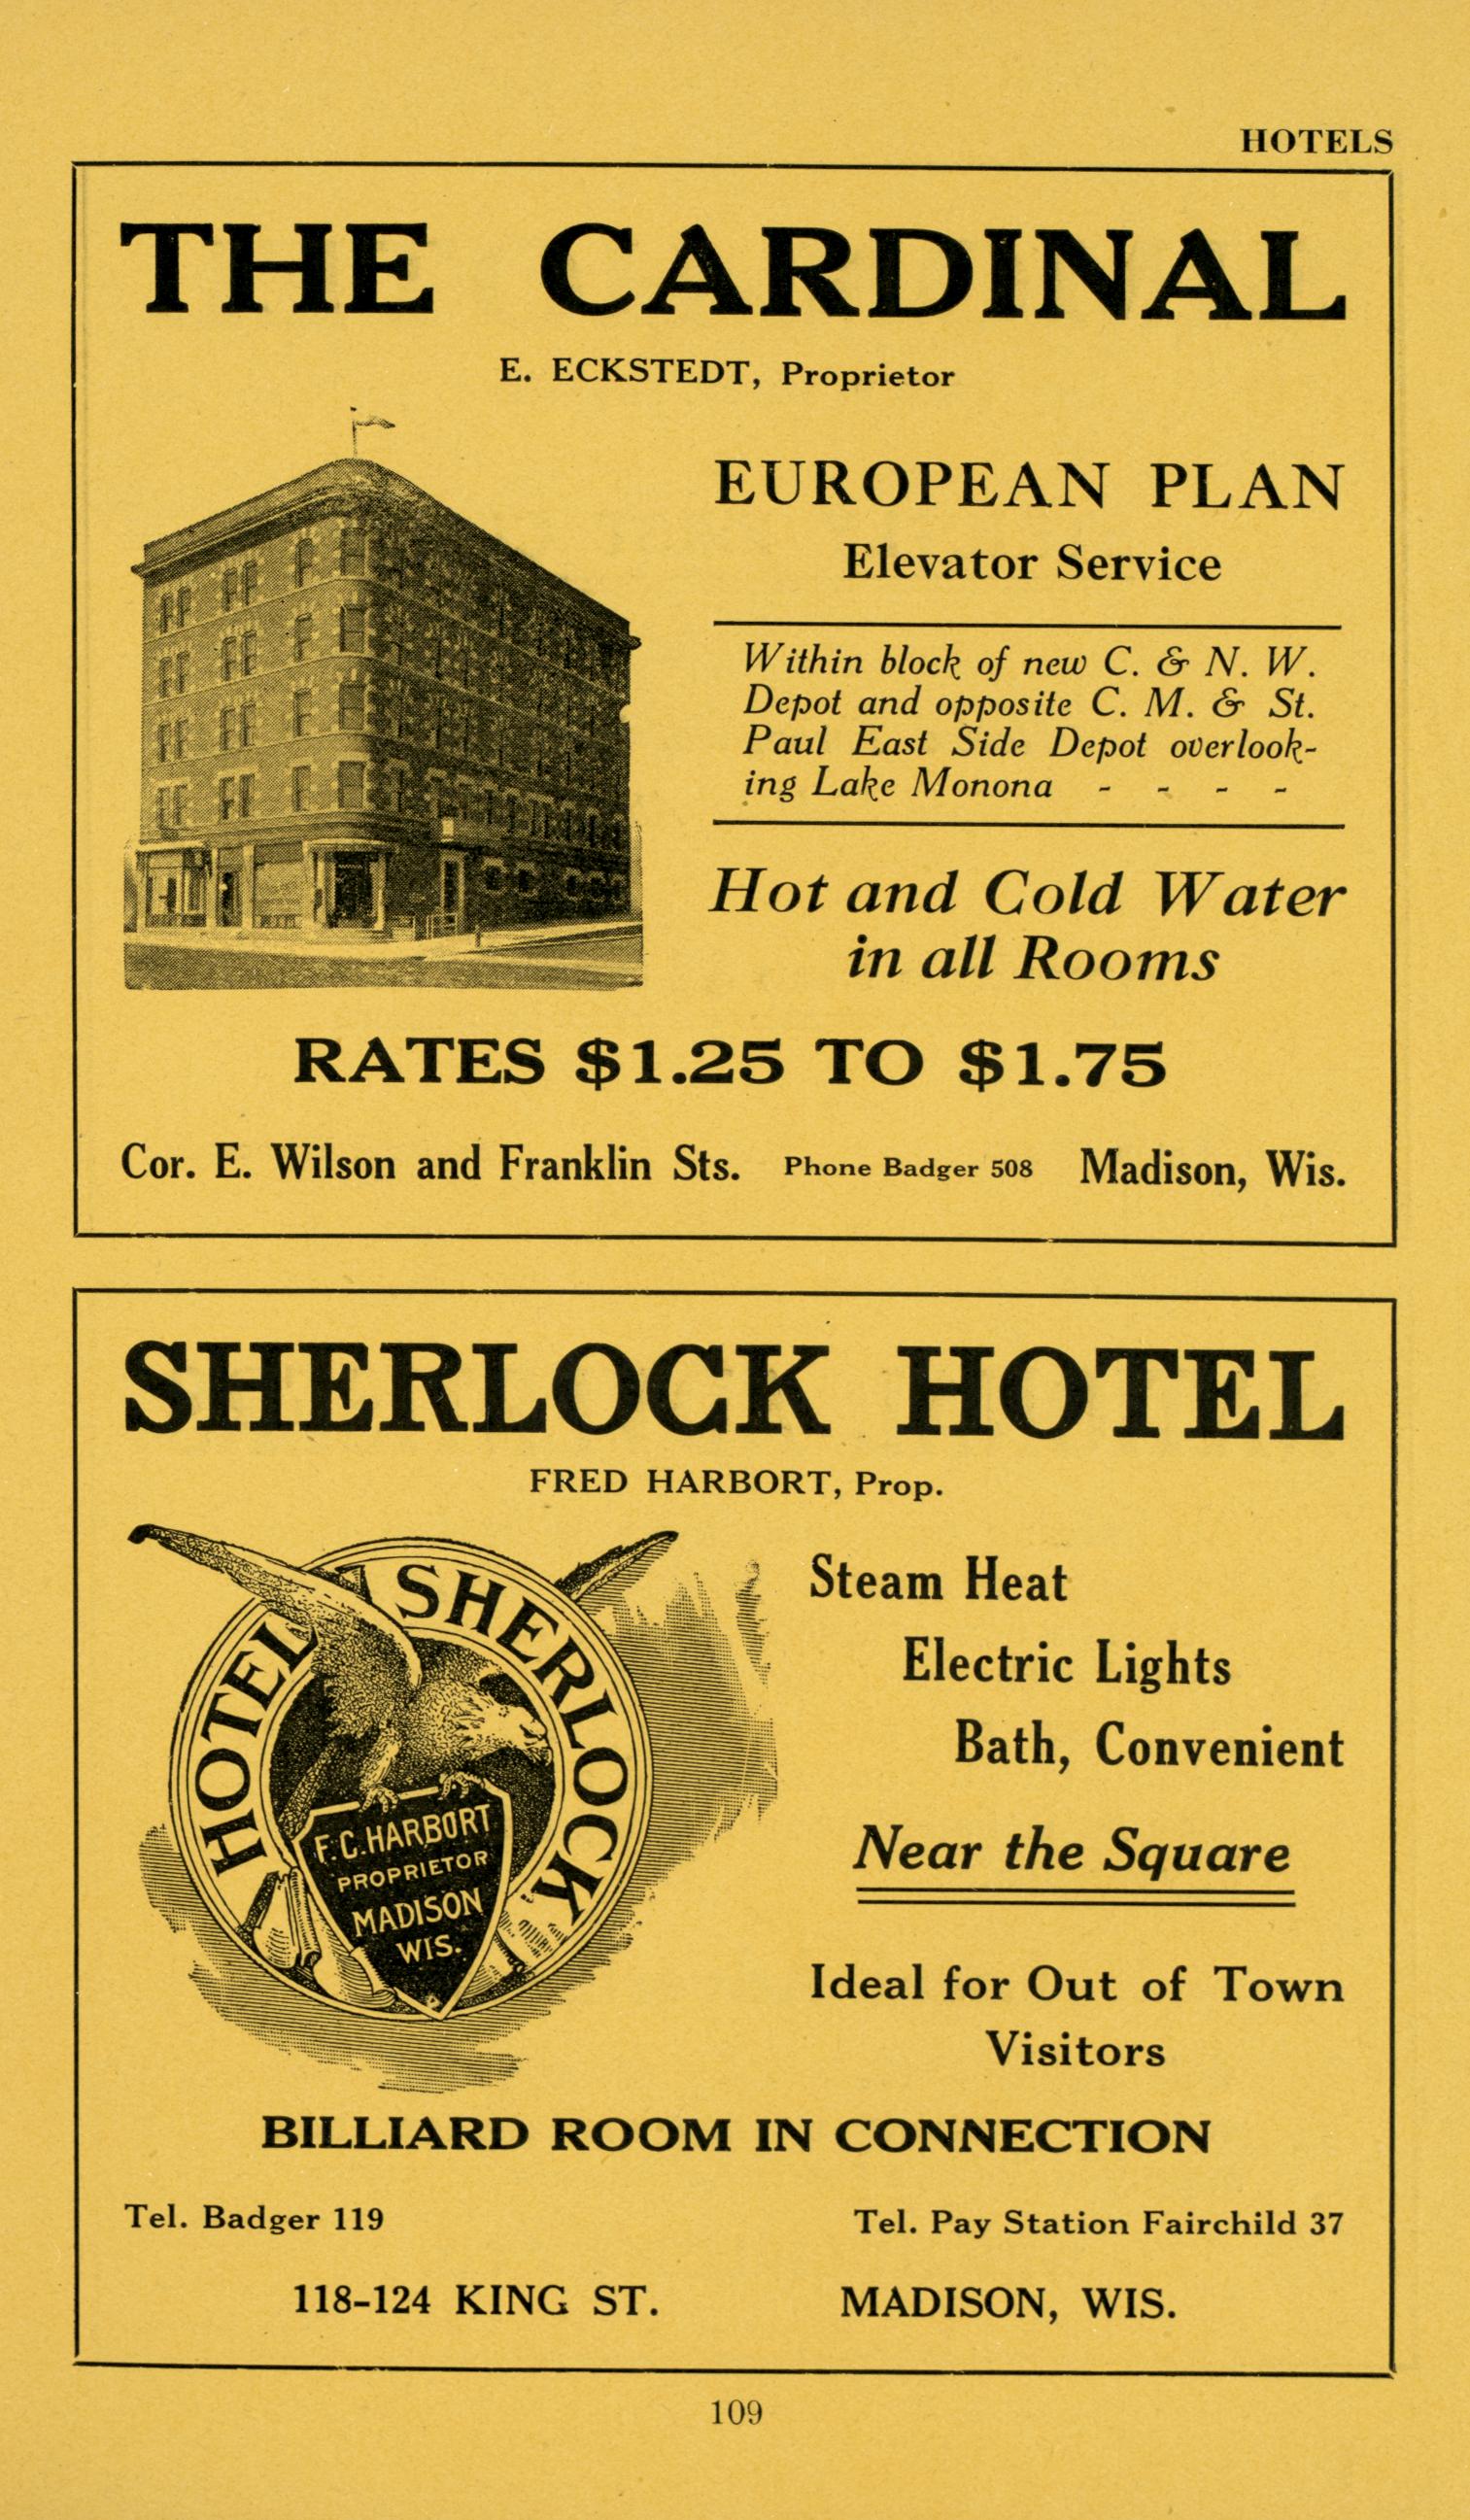 HOTELS
THE CARDINAL
E. ECKSTEDT, Proprietor
EUROPEAN PLAN
Elevator Service
Within block of new C. & N. W.
Depot and opposite C. M. & St.
Paul East Side Depot overlook-
ing Lake Monona - - - -
Hot and Cold Water
in all Rooms
RATES $1.25 TO $1.75
Cor. E. Wilson and Franklin Sts. Phone Badger 508 Madison, Wis.
SHERLOCK HOTEL
FRED HARBORT, Prop.
HOTEL SHERLOCK
F. C. HARBORT
PROPRIETOR
MADISON
WIS.
Steam Heat
Electric Lights
Bath, Convenient
Near the Square
Ideal for Out of Town
Visitors
BILLIARD ROOM IN CONNECTION
Tel. Badger 119 Tel. Pay Station Fairchild 37
118-124 KING ST. MADISON, WIS.
109